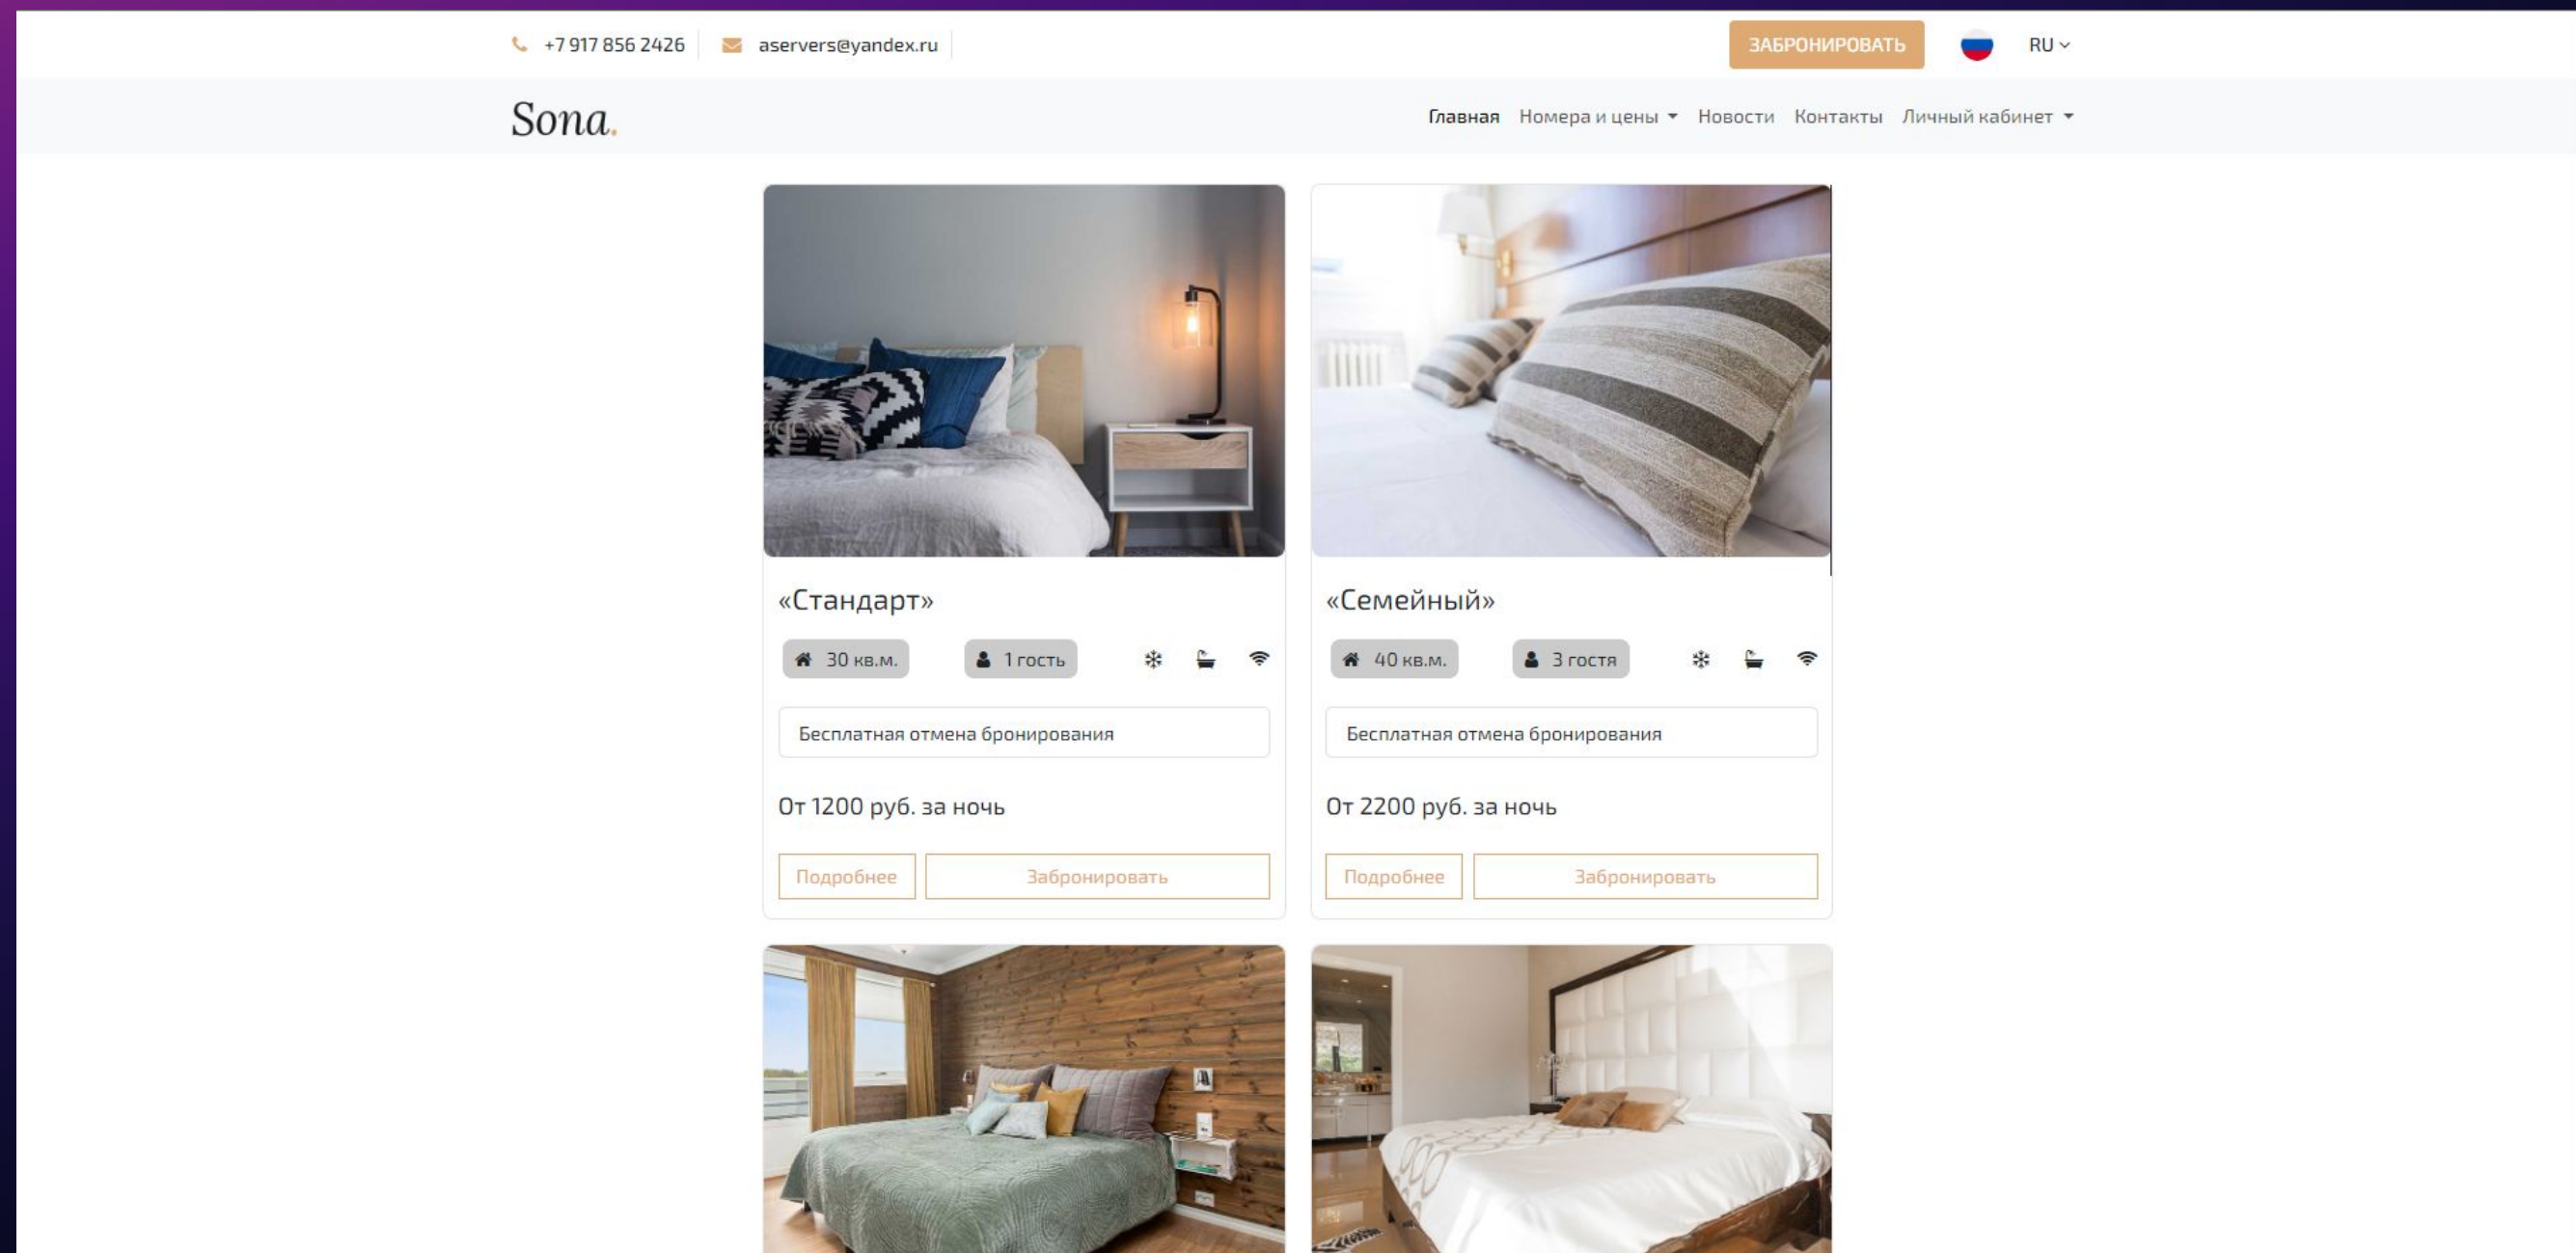 +7 917 856 2426 aservers@yandex.ru ЗАБРОНИРОВАТЬ RU
Sona. Главная Номера и цены Новости Контакты Личный кабинет
«Стандарт»
30 кв.м. 1 гость
Бесплатная отмена бронирования
От 1200 руб. за ночь
Подробнее Забронировать
«Семейный»
40 кв.м. 3 гостя
Бесплатная отмена бронирования
От 2200 руб. за ночь
Подробнее Забронировать